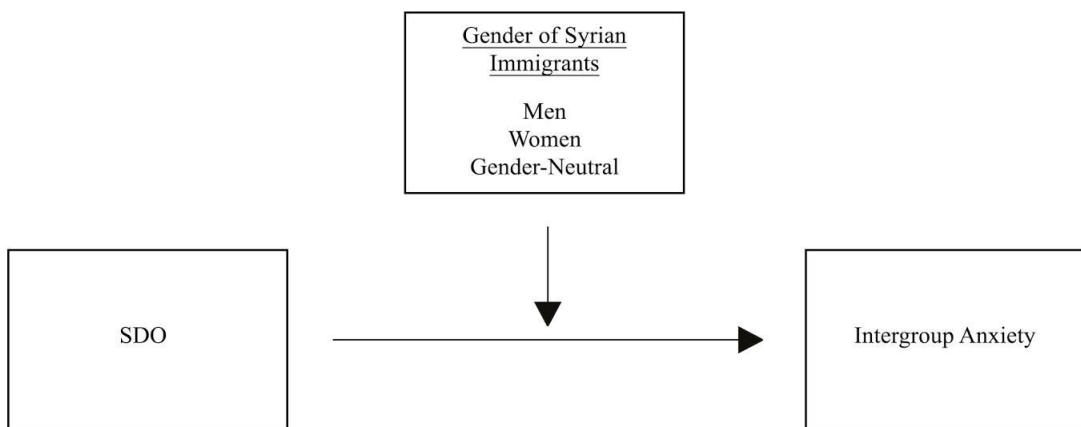 Gender of Syrian
Immigrants
Men
Women
Gender-Neutral
SDO
Intergroup Anxiety